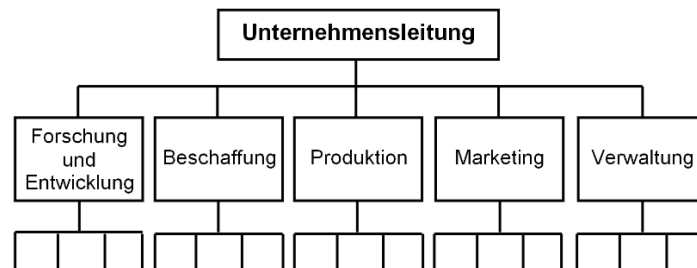 Unternehmensleitung
Forschung
und
Entwicklung
Beschaffung
Produktion
Marketing
Verwaltung